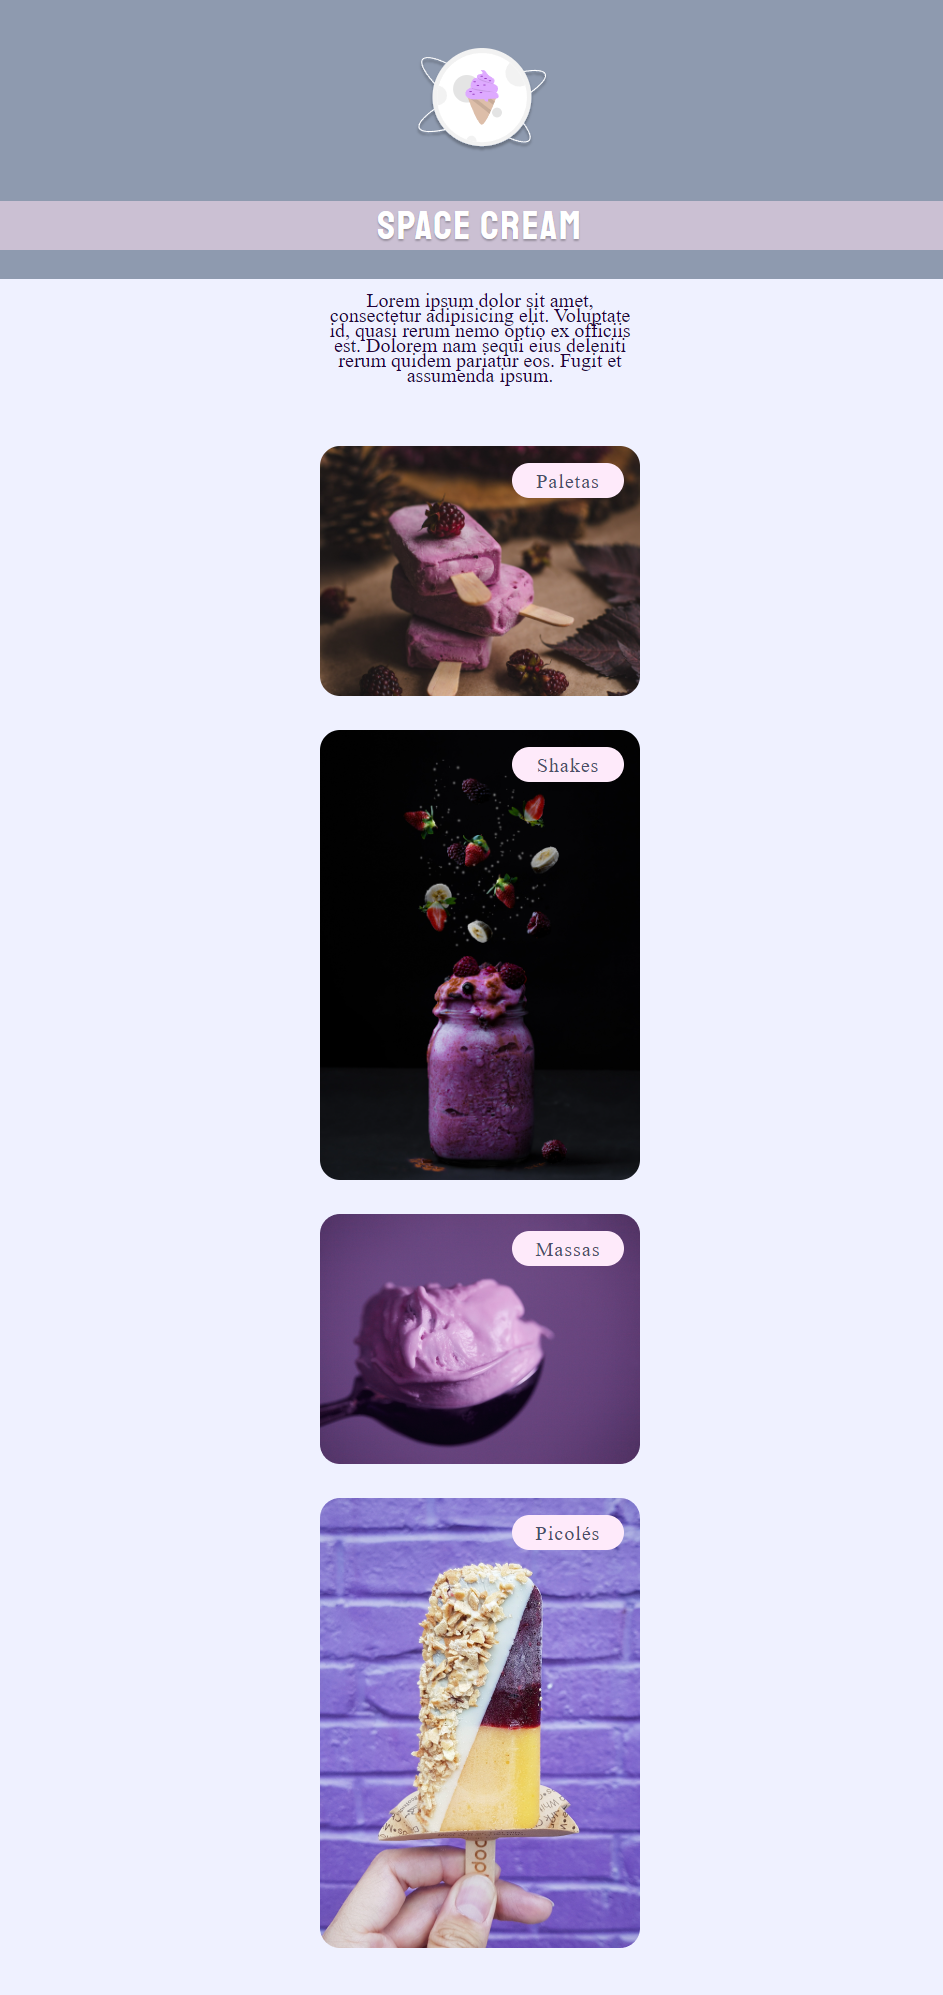 SPACE CREAM
Lorem ipsum dolor sit amet,
consectetur adipisicing elit. Voluptate
id, quasi rerum nemo optio ex officiis
est. Dolorem nam sequi eius deleniti
rerum quidem pariatur eos. Fugit et
assumenda ipsum.
Paletas
Shakes
Massas
Picolés